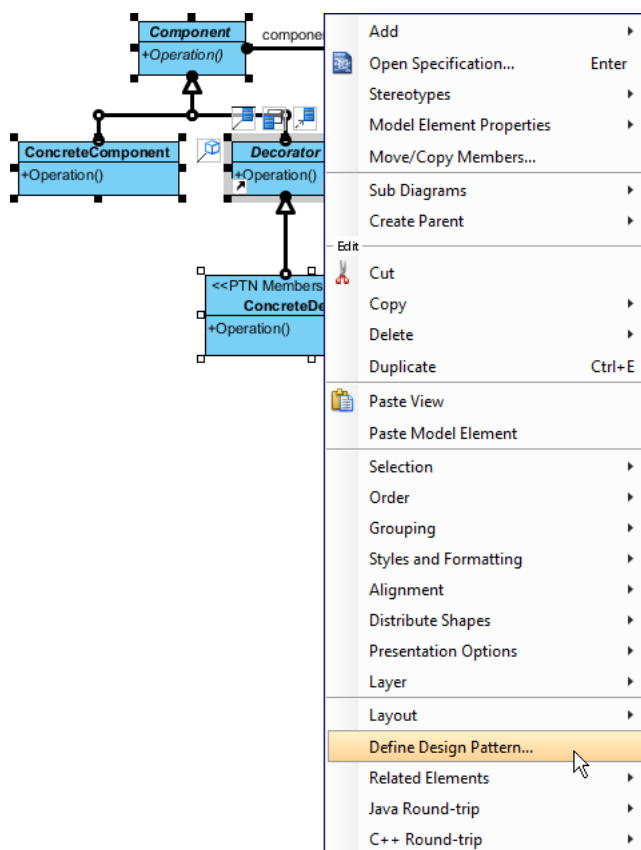 Component
+Operation()
componen
ConcreteComponent
+Operation()
Decorator
+Operation()
<<PTN Members
ConcreteDe
+Operation()
Add
Open Specification... Enter
Stereotypes
Model Element Properties
Move/Copy Members...
Sub Diagrams
Create Parent
Edit
Cut
Copy
Delete
Duplicate Ctrl+E
Paste View
Paste Model Element
Selection
Order
Grouping
Styles and Formatting
Alignment
Distribute Shapes
Presentation Options
Layer
Layout
Define Design Pattern...
Related Elements
Java Round-trip
C++ Round-trip